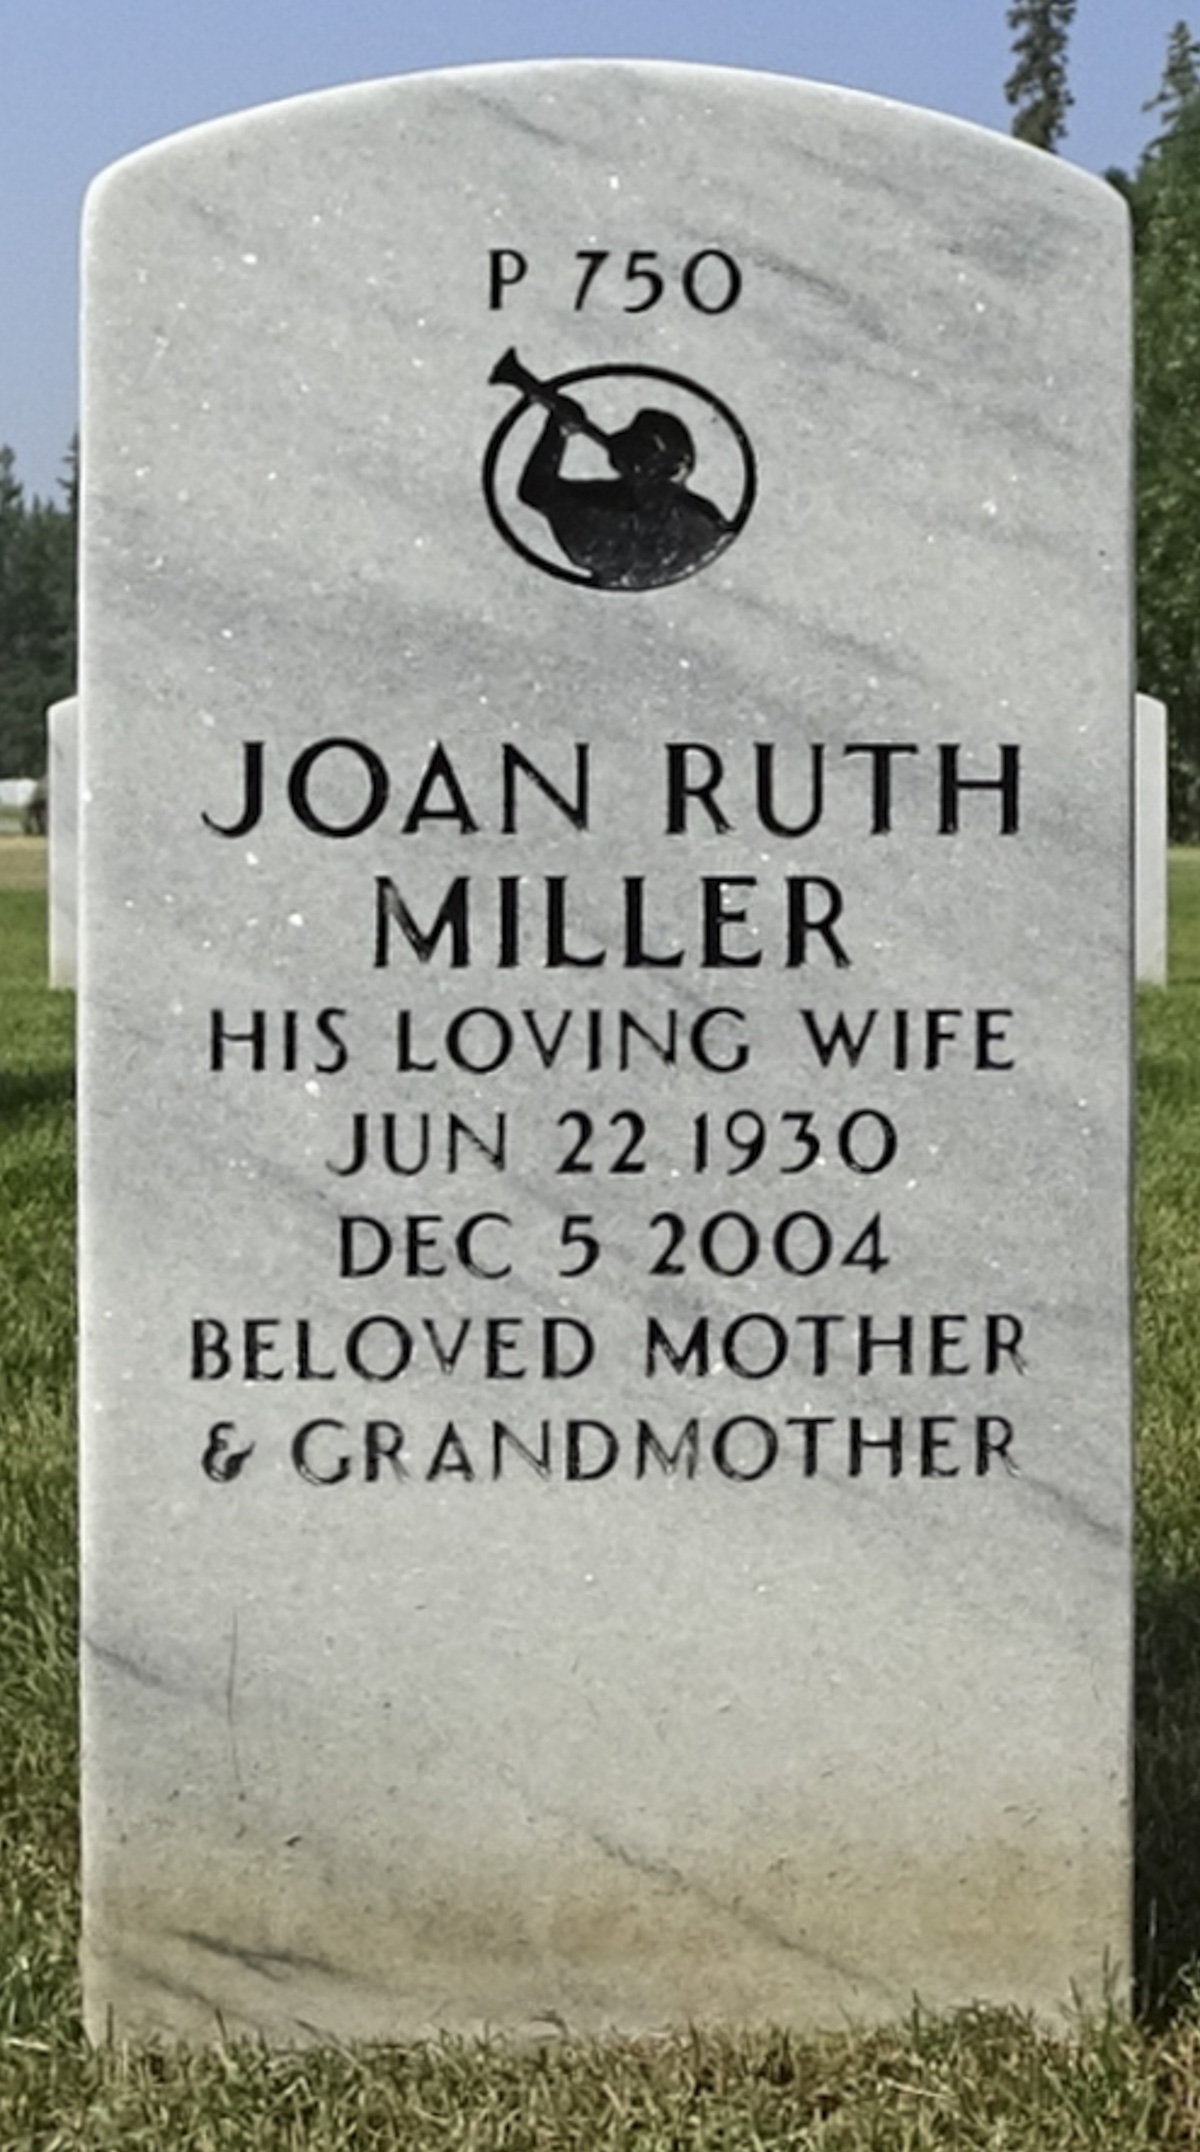 P 750
JOAN RUTH
MILLER
HIS LOVING WIFE
JUN 22 1930
DEC 5 2004
BELOVED MOTHER
& GRANDMOTHER